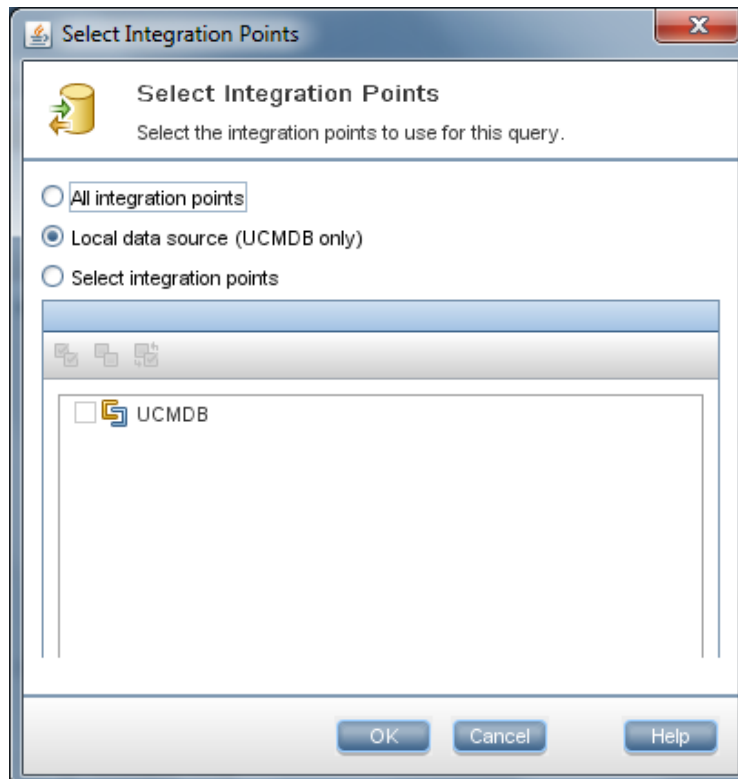 Select Integration Points
Select Integration Points
Select the integration points to use for this query.
All integration points
Local data source (UCMDB only)
Select integration points
UCMDB
OK Cancel Help